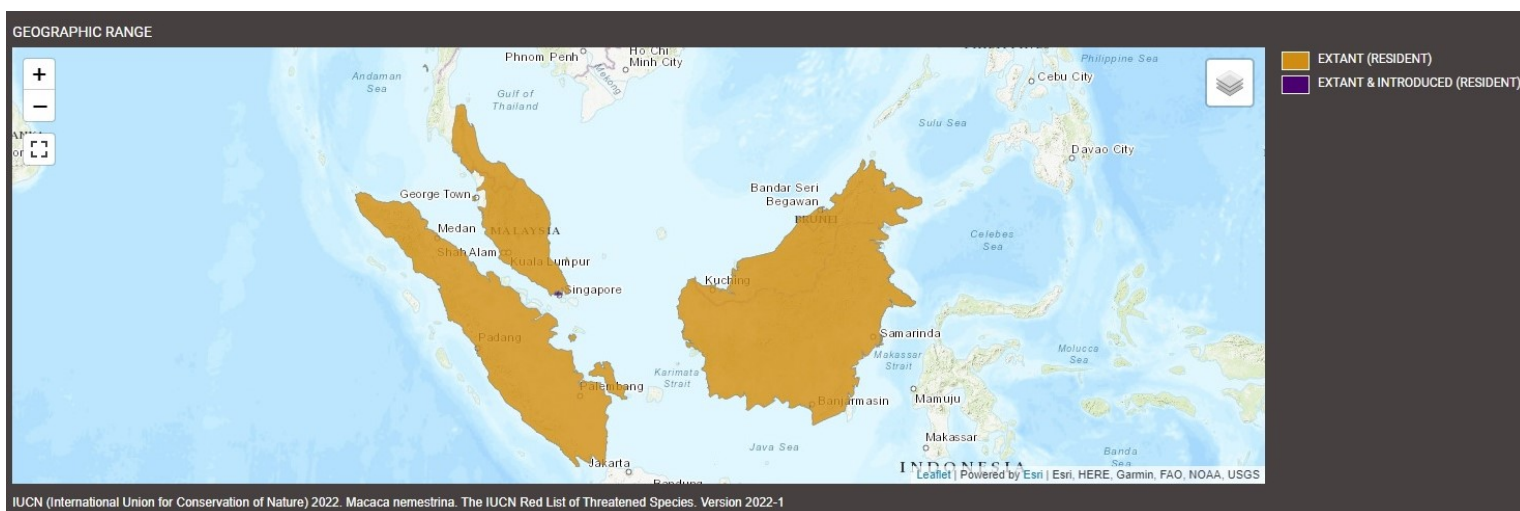 GEOGRAPHIC RANGE
EXTANT (RESIDENT)
EXTANT & INTRODUCED (RESIDENT)
+
−
Phnom Penh
Ho Chi
Minh City
Mekong
Philippine Sea
Cebu City
Andaman
Sea
Gulf of
Thailand
Sulu Sea
Davao City
George Town
Bandar Seri
Begawan
BRUNEI
Medan
MALAYSIA
Celebes
Sea
Shah Alam
Kuala Lumpur
Kuching
Singapore
Samarinda
Padang
Molucca
Sea
Makassar
Strait
Karimata
Strait
Palembang
Banjarmasin
Mamuju
Java Sea
Makassar
Banda
Sea
Jakarta
INDONESIA
Bandung
Leaflet | Powered by Esri | Esri, HERE, Garmin, FAO, NOAA, USGS
IUCN (International Union for Conservation of Nature) 2022. Macaca nemestrina. The IUCN Red List of Threatened Species. Version 2022-1